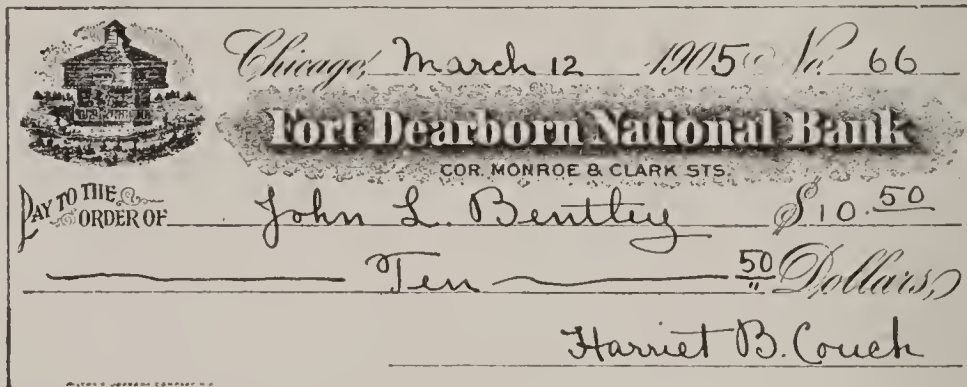 Chicago, March 12 1905 No. 66
Fort Dearborn National Bank
COR. MONROE & CLARK STS.
PAY TO THE
ORDER OF John L. Bentley $10.50
Ten 50/" Dollars,
Harriet B. Couch